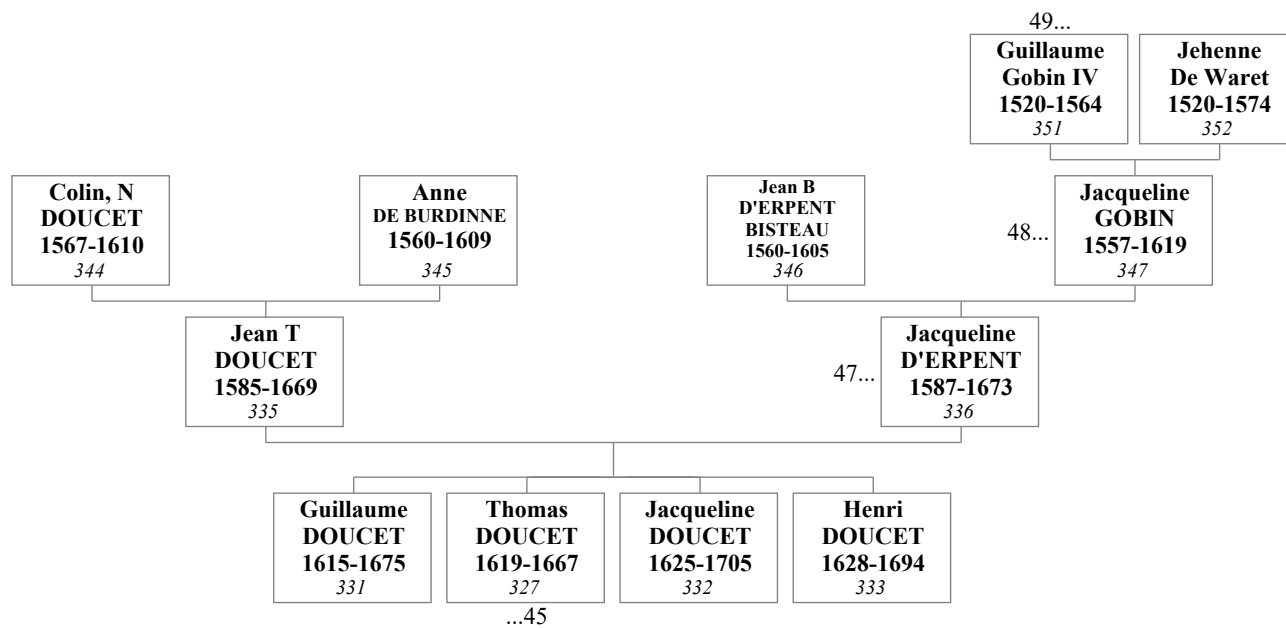 49...
Guillaume
Gobin IV
1520-1564
351
Jehenne
De Waret
1520-1574
352
Colin, N
DOUCET
1567-1610
344
Anne
DE BURDINNE
1560-1609
345
Jean B
D'ERPENT
BISTEAU
1560-1605
346
48...
Jacqueline
GOBIN
1557-1619
347
Jean T
DOUCET
1585-1669
335
47...
Jacqueline
D'ERPENT
1587-1673
336
Guillaume
DOUCET
1615-1675
331
Thomas
DOUCET
1619-1667
327
...45
Jacqueline
DOUCET
1625-1705
332
Henri
DOUCET
1628-1694
333